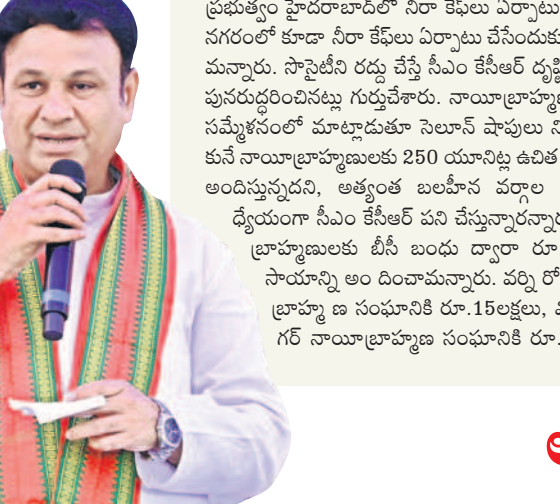 ప్రభుత్వం హైదరాబాద్‌లో నీరా కేఫ్‌లు ఏర్పాటు
నగరంలో కూడా నీరా కేఫ్‌లు ఏర్పాటు చేసేందుకు
మన్నారు. సొసైటీని రద్దు చేస్తే సీఎం కేసీఆర్
పునరుద్ధరించినట్లు గుర్తుచేశారు.
సమ్మేళనంలో మాట్లాడుతూ సెలూన్ షాపులు
కునే నాయీబ్రాహ్మణులకు 250 యూనిట్ల ఉచిత
అందిస్తున్నదని, అత్యంత బలహీన వర్గాల
ధ్యేయంగా సీఎం కేసీఆర్ పని చేస్తున్నారన్నారు
బ్రాహ్మణులకు బీసీ బంధు ద్వారా రూ
సాయాన్ని అం దించామన్నారు. వర్ని
బ్రాహ్మ ణ సంఘానికి రూ.15లక్షలు,
గర్ నాయీబ్రాహ్మణ సంఘానికి రూ.